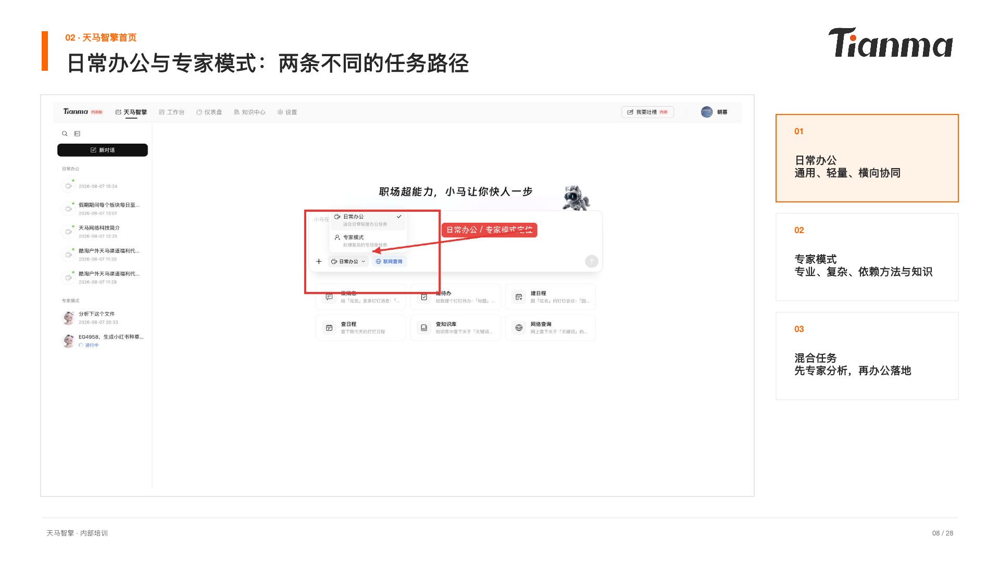 02 · 天马智擎首页
日常办公与专家模式：两条不同的任务路径
Tianma
Tianma 内测版
天马智擎
工作台
仪表盘
知识中心
设置
我要吐槽 内测
朝暮
新对话
日常办公
2026-08-07 15:24
假期期间每个板块每日至...
2026-08-07 13:01
天马网络科技简介
2026-08-07 12:25
酷淘户外天马渠道福利代...
2026-08-07 11:30
酷淘户外天马渠道福利代...
2026-08-07 11:28
专家模式
分析下这个文件
2026-08-07 20:33
EG4958，生成小红书种草...
进行中
职场超能力，小马让你快人一步
小马在
日常办公
适合日常轻度办公任务
专家模式
处理复杂的专项类任务
日常办公
联网查询
日常办公 / 专家模式定位
发消息
给「花名」发条钉钉消息：「...
建待办
给我建个钉钉待办：「标题」...
建日程
跟「花名」约钉钉会议：「回...
查日程
查下我今天的钉钉日程
查知识库
知识库中查下关于「关键词...
网络查询
网上查下关于「关键词」的...
01
日常办公
通用、轻量、横向协同
02
专家模式
专业、复杂、依赖方法与知识
03
混合任务
先专家分析，再办公落地
天马智擎 · 内部培训
08 / 28